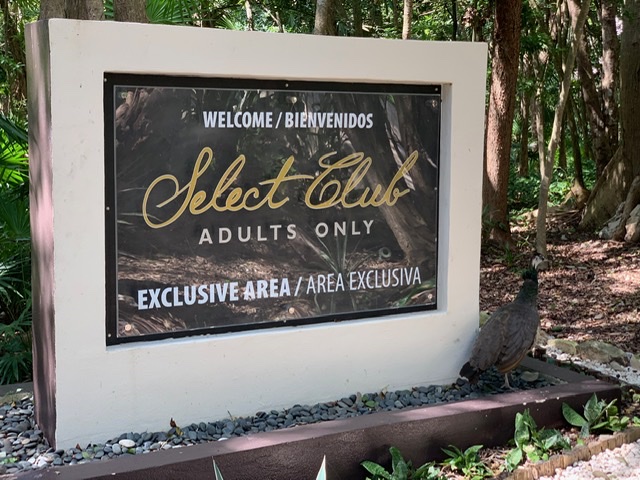 WELCOME / BIENVENIDOS
Select Club
ADULTS ONLY
EXCLUSIVE AREA / AREA EXCLUSIVA